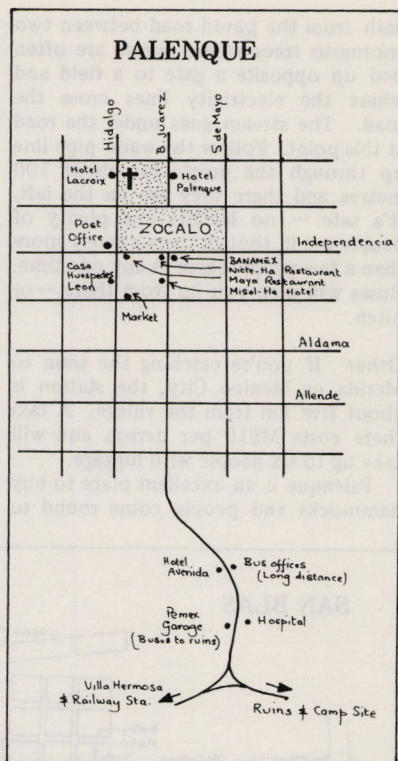 PALENQUE
Hidalgo
B. Juarez
5 de Mayo
Hotel
Lacroix
Hotel
Palenque
ZOCALO
Post
Office
Independencia
Casa
Huespedes
Leon
BANAMEX
Nicte-Ha Restaurant
Maya Restaurant
Misol-Ha Hotel
Market
Aldama
Allende
Hotel
Avenida
Bus offices
(Long distance)
Pemex
Garage
(Buses to ruins)
Hospital
Villa Hermosa
& Railway Sta.
Ruins & Camp Site